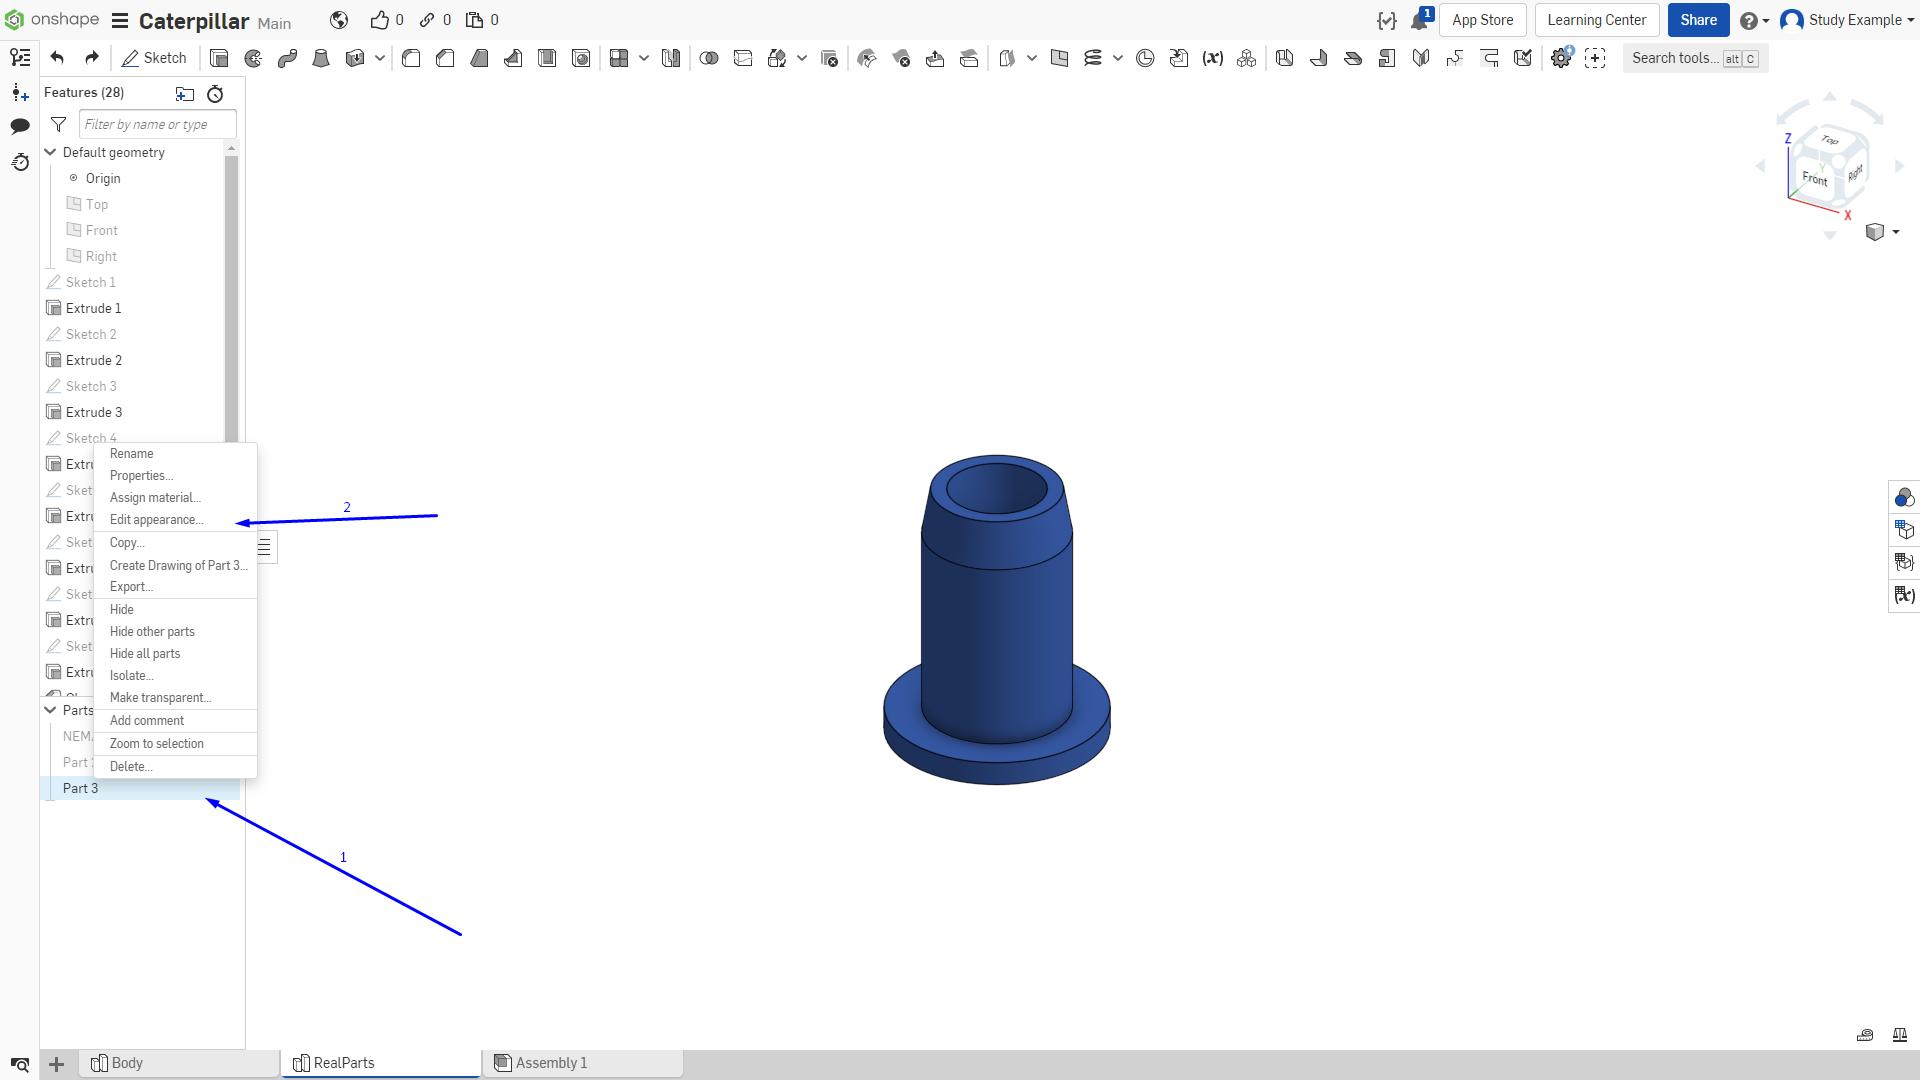 onshape Caterpillar Main 0 0 0 1 App Store Learning Center Share Study Example
Sketch Search tools... alt C
Features (28)
Filter by name or type
Default geometry
Origin
Top
Front
Right
Sketch 1
Extrude 1
Sketch 2
Extrude 2
Sketch 3
Extrude 3
Sketch 4
Extru
Sket
Extru
Sket
Extru
Sket
Extru
Sket
Extru
Parts
NEM
Part
Part 3
Rename
Properties...
Assign material...
Edit appearance...
Copy...
Create Drawing of Part 3...
Export...
Hide
Hide other parts
Hide all parts
Isolate...
Make transparent...
Add comment
Zoom to selection
Delete...
2
1
Z
Top
Y
Front
Right
X
(x)
(x)
Body
RealParts
Assembly 1